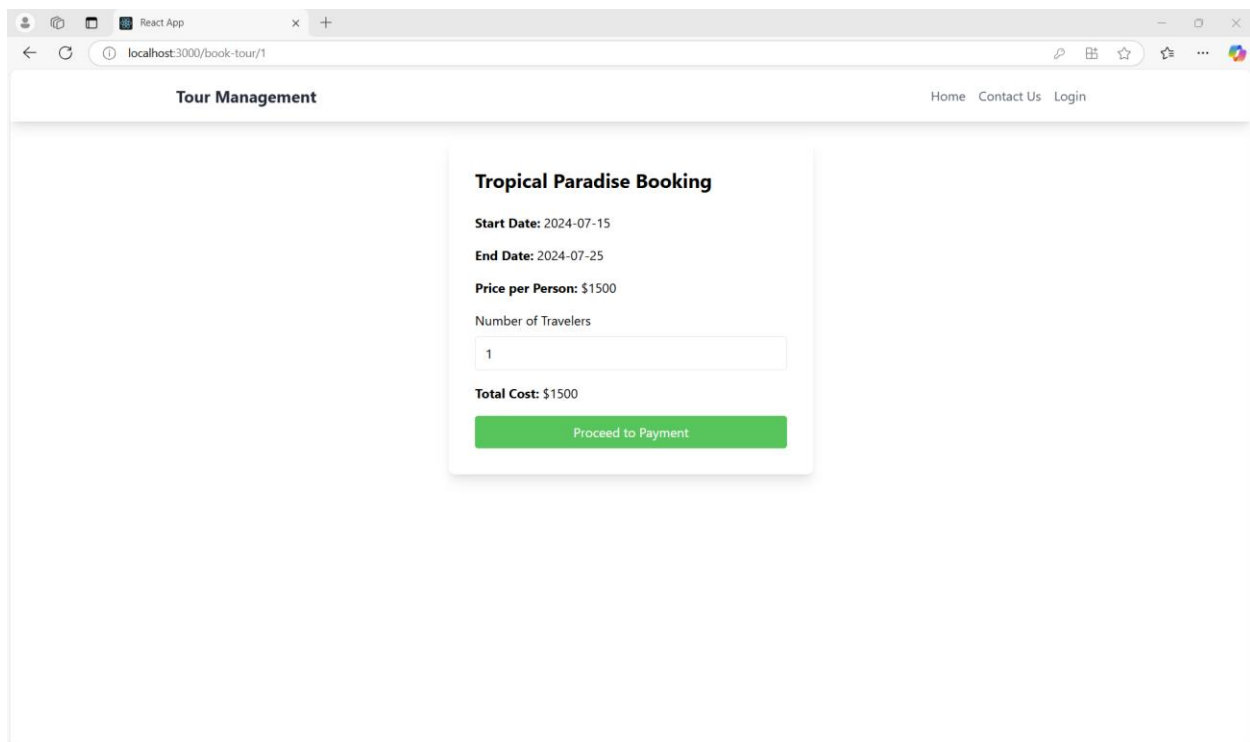 React App
localhost:3000/book-tour/1
Tour Management
Home Contact Us Login
Tropical Paradise Booking
Start Date: 2024-07-15
End Date: 2024-07-25
Price per Person: $1500
Number of Travelers
1
Total Cost: $1500
Proceed to Payment